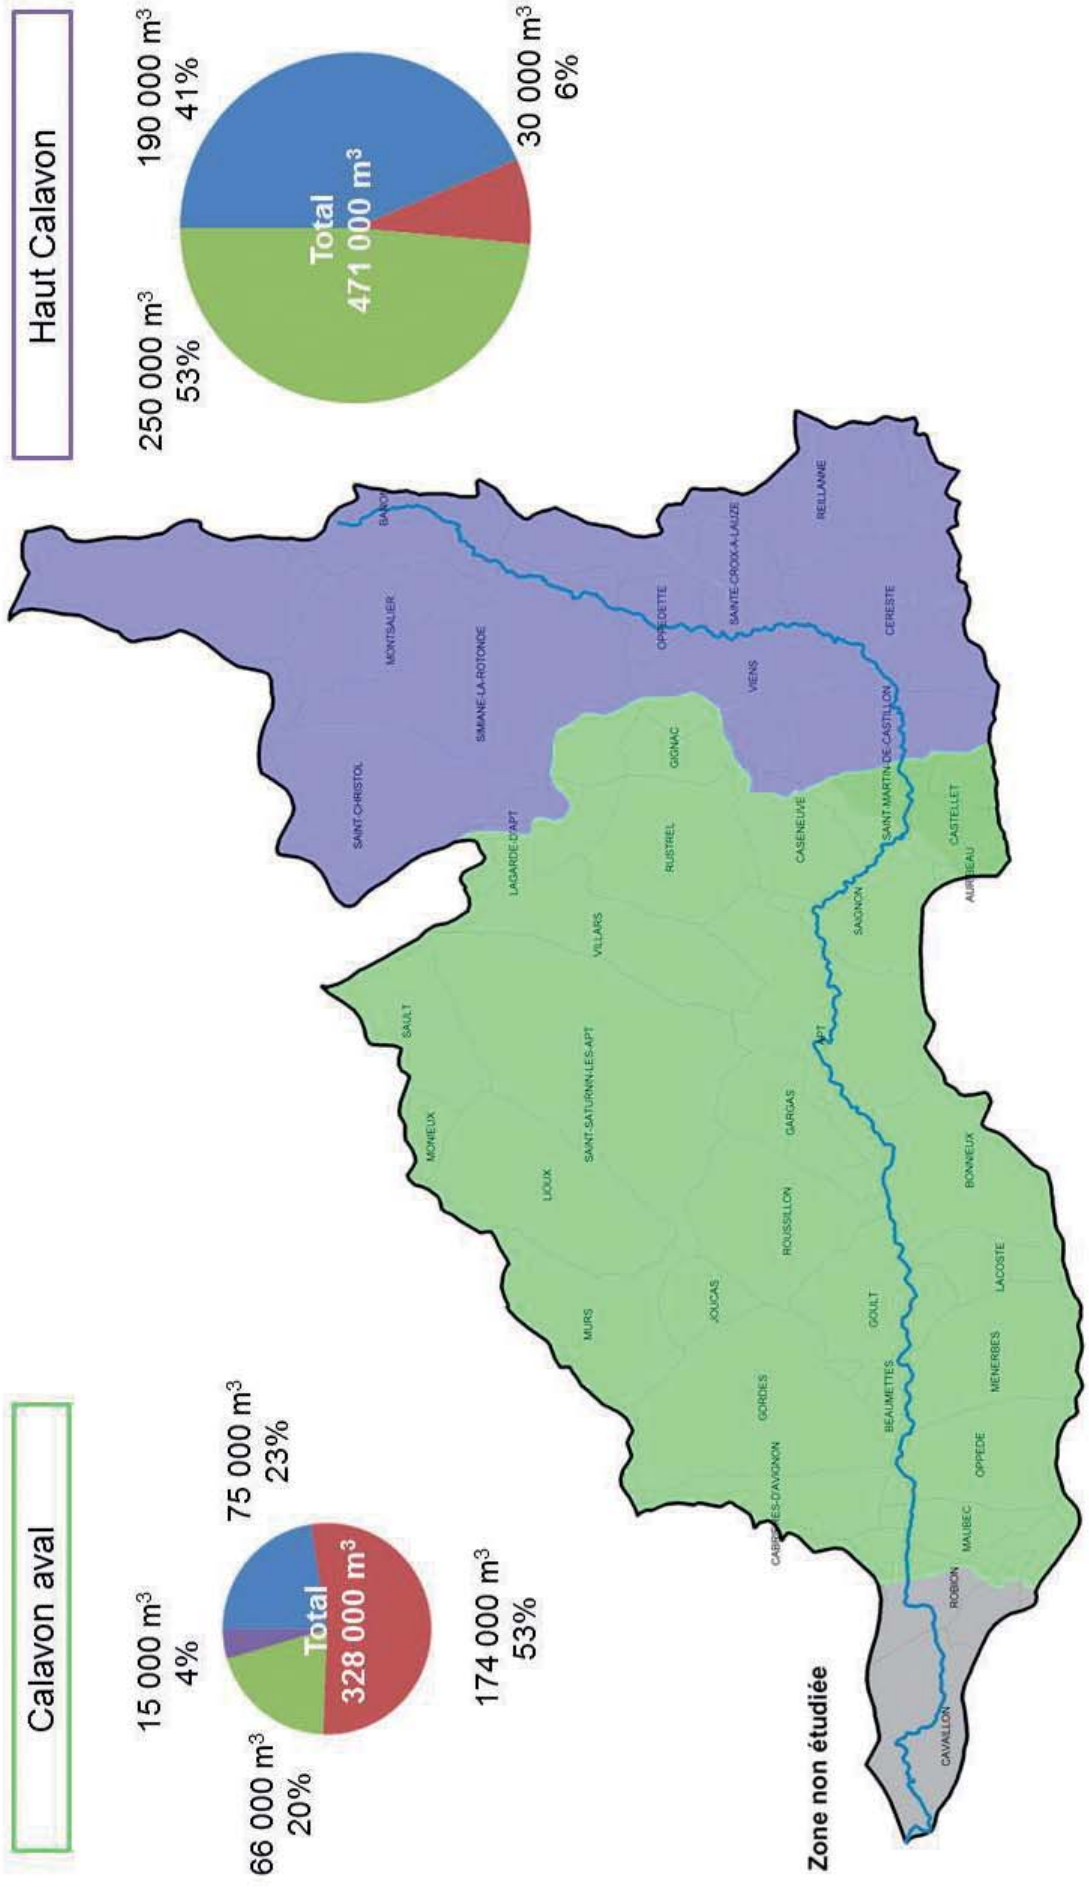 Calavon aval
Haut Calavon
15 000 m³
4%
75 000 m³
23%
66 000 m³
20%
174 000 m³
53%
Total
328 000 m³
250 000 m³
53%
190 000 m³
41%
30 000 m³
6%
Total
471 000 m³
BANON
SAINT-CHRISTOL
MONTSALIER
SAULT
MONIEUX
SIMIANE-LA-ROTONDE
LAGARDE-D'APT
LIOUX
MURS
SAINT-SATURNIN-LES-APT
VILLARS
OPPEDETTE
RUSTREL
GIGNAC
JOUCAS
SAINTE-CROIX-A-LAUZE
VIENS
GORDES
CABRIERES-D'AVIGNON
ROUSSILLON
GARGAS
CASENEUVE
REILLANNE
APT
SAIGNON
GOULT
BEAUMETTES
SAINT-MARTIN-DE-CASTILLON
CERESTE
ROBION
MAUBEC
OPPEDE
MENERBES
LACOSTE
BONNIEUX
AURIBEAU
CASTELLET
CAVAILLON
Zone non étudiée